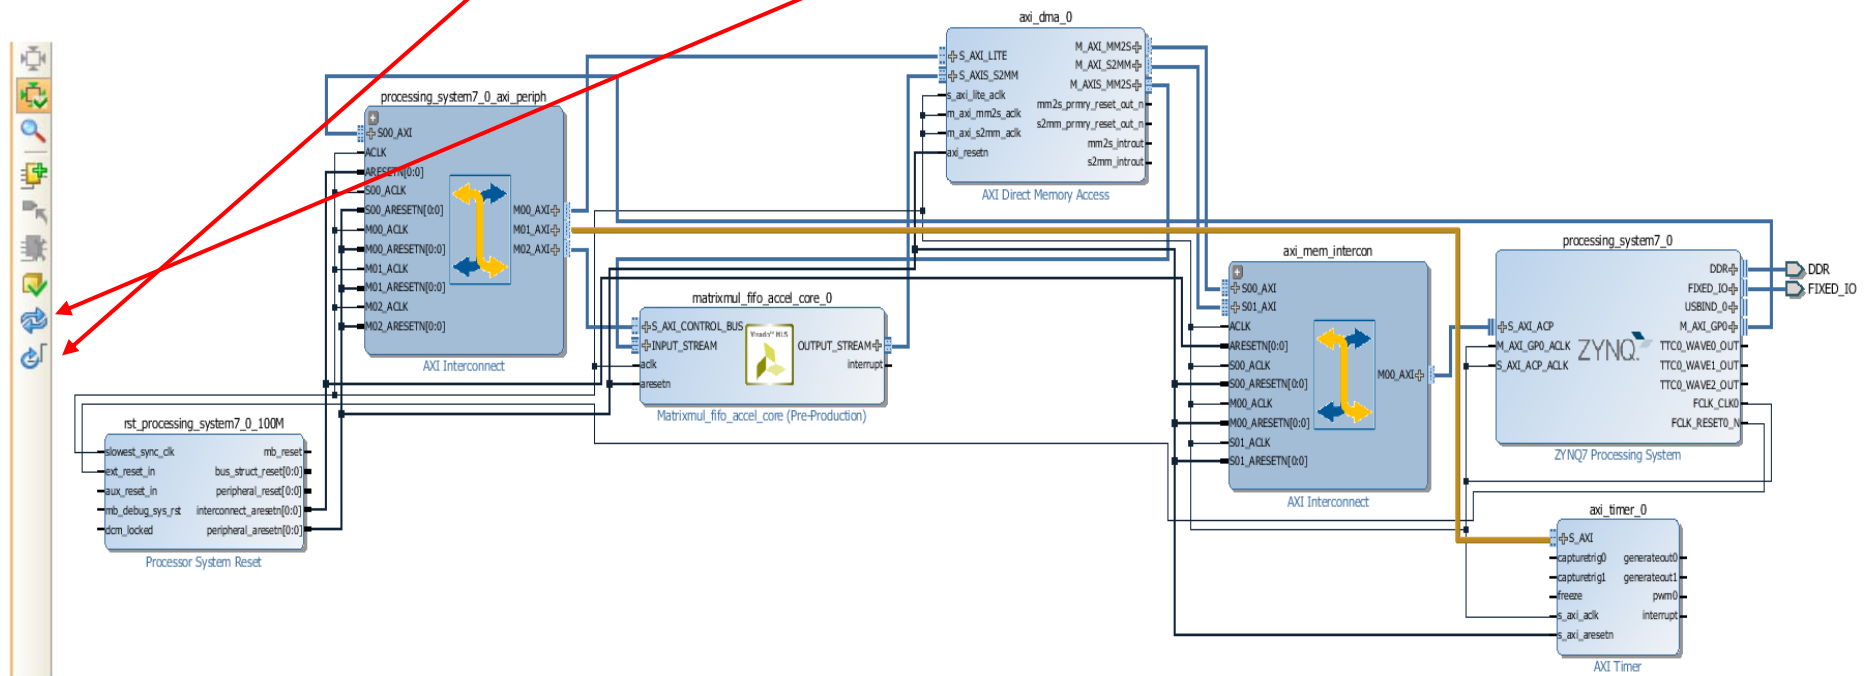 axi_dma_0
S_AXI_LITE
S_AXIS_S2MM
s_axi_lite_aclk
m_axi_mm2s_aclk
m_axi_s2mm_aclk
axi_resetn
M_AXI_MM2S
M_AXI_S2MM
M_AXIS_MM2S
mm2s_prmry_reset_out_n
s2mm_prmry_reset_out_n
mm2s_introut
s2mm_introut
AXI Direct Memory Access
processing_system7_0_axi_periph
S00_AXI
ACLK
ARESETN[0:0]
S00_ACLK
S00_ARESETN[0:0]
M00_ACLK
M00_ARESETN[0:0]
M01_ACLK
M01_ARESETN[0:0]
M02_ACLK
M02_ARESETN[0:0]
M00_AXI
M01_AXI
M02_AXI
AXI Interconnect
matrixmul_fifo_accel_core_0
S_AXI_CONTROL_BUS
INPUT_STREAM
aclk
aresetn
Vivado™ HLS
OUTPUT_STREAM
interrupt
Matrixmul_fifo_accel_core (Pre-Production)
axi_mem_intercon
S00_AXI
S01_AXI
ACLK
ARESETN[0:0]
S00_ACLK
S00_ARESETN[0:0]
M00_ACLK
M00_ARESETN[0:0]
S01_ACLK
S01_ARESETN[0:0]
M00_AXI
AXI Interconnect
processing_system7_0
S_AXI_ACP
M_AXI_GP0_ACLK
S_AXI_ACP_ACLK
ZYNQ
DDR
FIXED_IO
USBIND_0
M_AXI_GP0
TTC0_WAVE0_OUT
TTC0_WAVE1_OUT
TTC0_WAVE2_OUT
FCLK_CLK0
FCLK_RESET0_N
ZYNQ7 Processing System
DDR
FIXED_IO
rst_processing_system7_0_100M
slowest_sync_clk
ext_reset_in
aux_reset_in
mb_debug_sys_rst
dcm_locked
mb_reset
bus_struct_reset[0:0]
peripheral_reset[0:0]
interconnect_aresetn[0:0]
peripheral_aresetn[0:0]
Processor System Reset
axi_timer_0
S_AXI
capturetrig0
capturetrig1
freeze
s_axi_aclk
s_axi_aresetn
generateout0
generateout1
pwm0
interrupt
AXI Timer